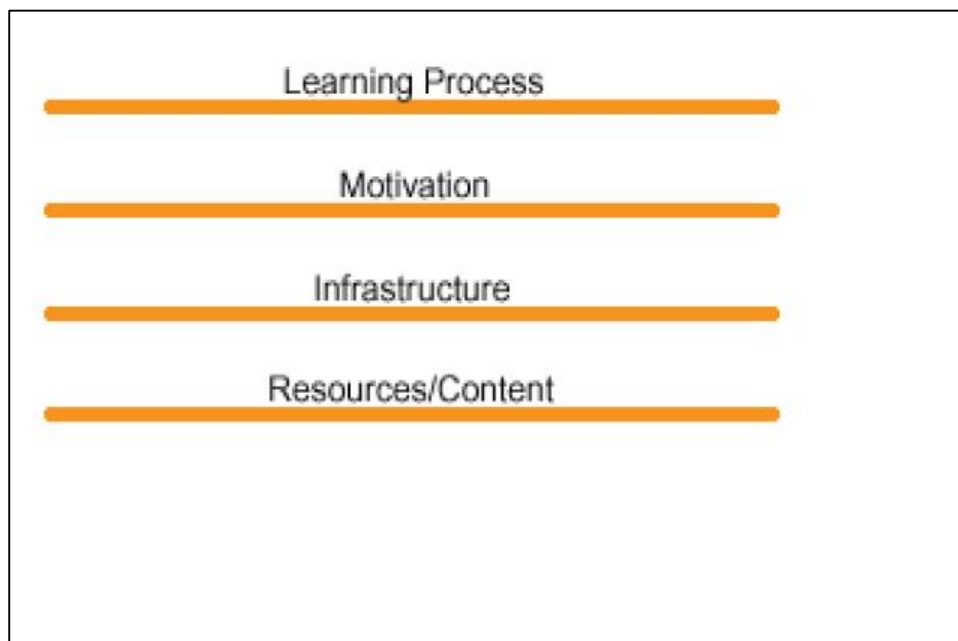 Learning Process
Motivation
Infrastructure
Resources/Content